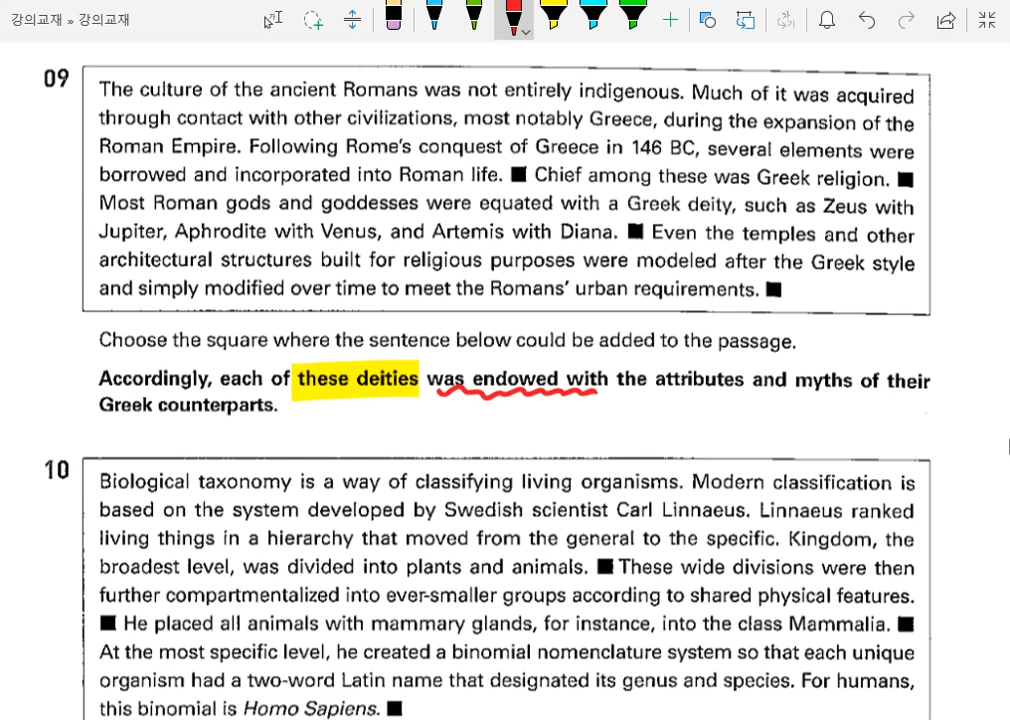 강의교재 » 강의교재
09
The culture of the ancient Romans was not entirely indigenous. Much of it was acquired
through contact with other civilizations, most notably Greece, during the expansion of the
Roman Empire. Following Rome's conquest of Greece in 146 BC, several elements were
borrowed and incorporated into Roman life. ■ Chief among these was Greek religion. ■
Most Roman gods and goddesses were equated with a Greek deity, such as Zeus with
Jupiter, Aphrodite with Venus, and Artemis with Diana. ■ Even the temples and other
architectural structures built for religious purposes were modeled after the Greek style
and simply modified over time to meet the Romans' urban requirements. ■
Choose the square where the sentence below could be added to the passage.
Accordingly, each of these deities was endowed with the attributes and myths of their
Greek counterparts.
10
Biological taxonomy is a way of classifying living organisms. Modern classification is
based on the system developed by Swedish scientist Carl Linnaeus. Linnaeus ranked
living things in a hierarchy that moved from the general to the specific. Kingdom, the
broadest level, was divided into plants and animals. ■ These wide divisions were then
further compartmentalized into ever-smaller groups according to shared physical features.
■ He placed all animals with mammary glands, for instance, into the class Mammalia. ■
At the most specific level, he created a binomial nomenclature system so that each unique
organism had a two-word Latin name that designated its genus and species. For humans,
this binomial is Homo Sapiens. ■